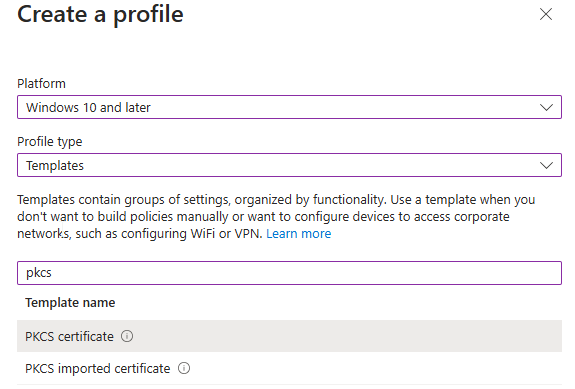 Create a profile
Platform
Windows 10 and later
Profile type
Templates
Templates contain groups of settings, organized by functionality. Use a template when you
don't want to build policies manually or want to configure devices to access corporate
networks, such as configuring WiFi or VPN. Learn more
pkcs
Template name
PKCS certificate
PKCS imported certificate